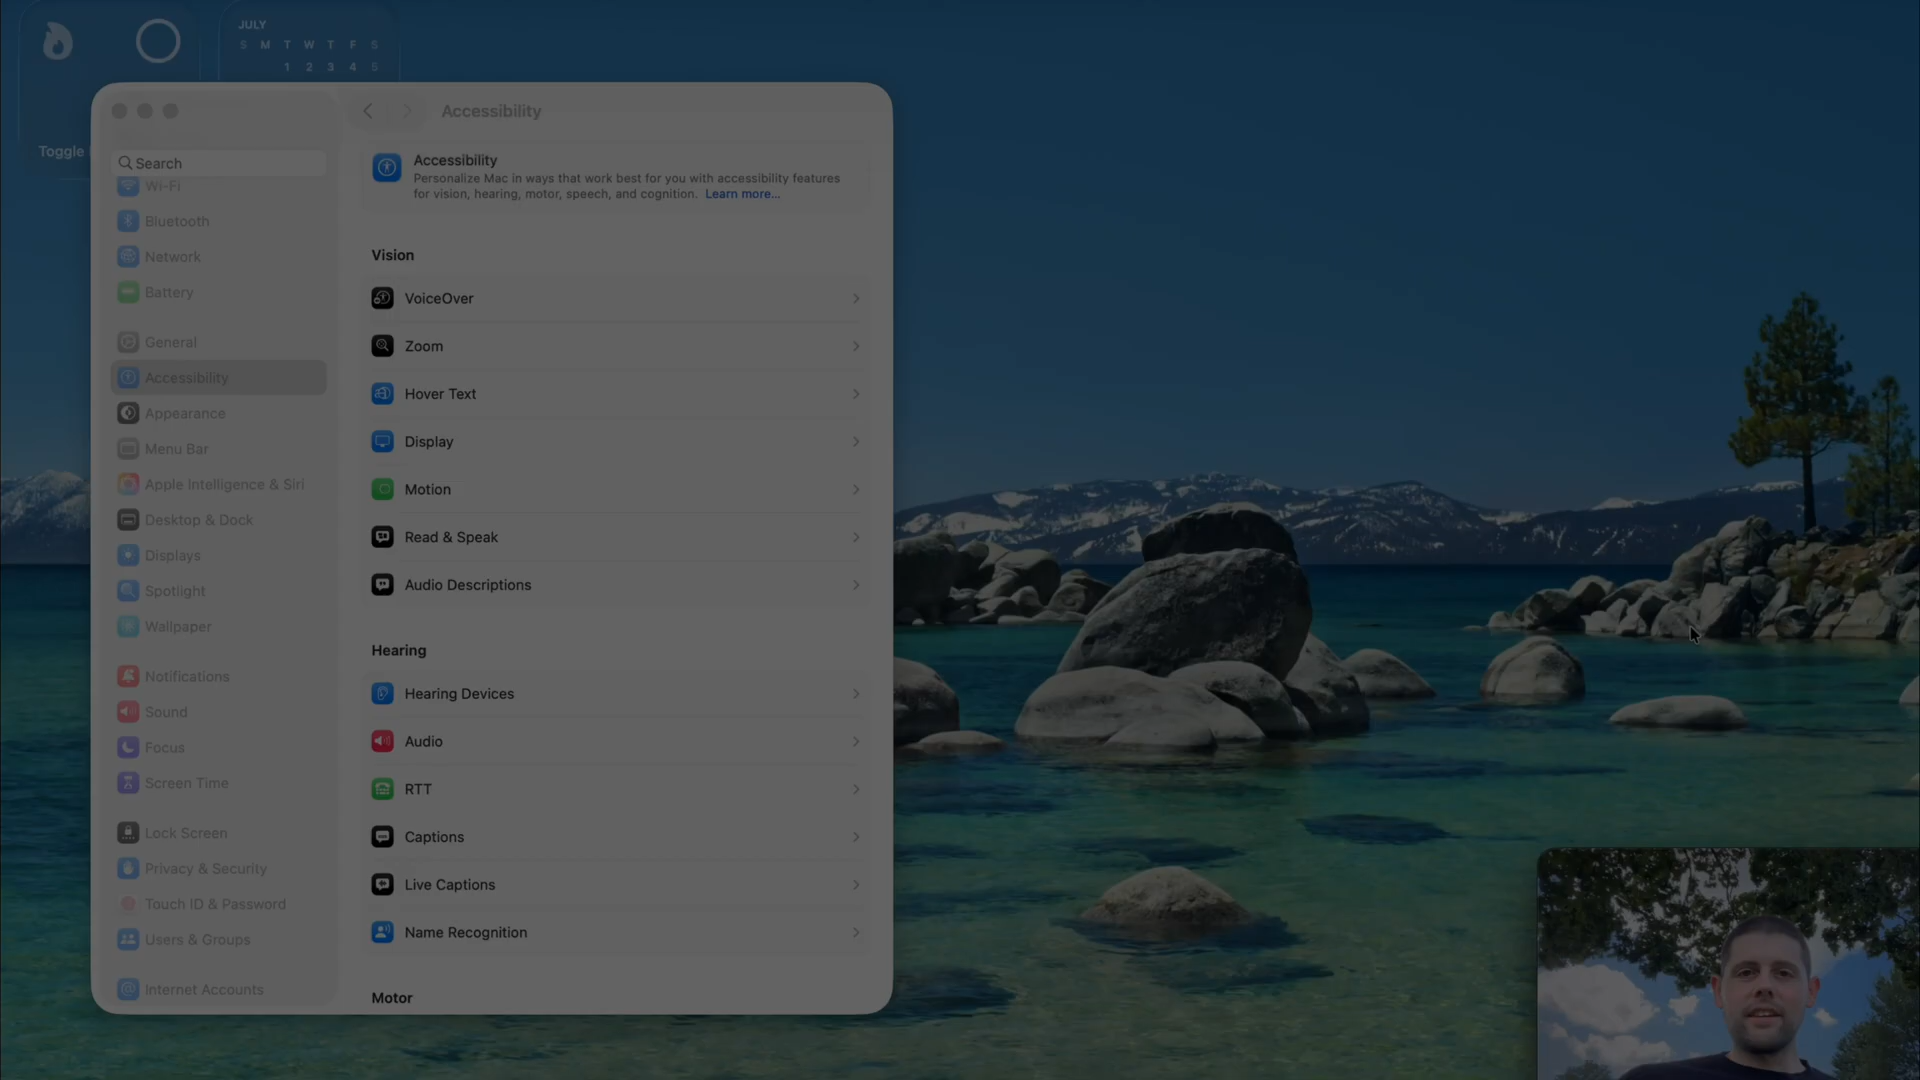 JULY
S M T W T F S
1 2 3 4 5
Toggle
Search
Wi-Fi
Bluetooth
Network
Battery
General
Accessibility
Appearance
Menu Bar
Apple Intelligence & Siri
Desktop & Dock
Displays
Spotlight
Wallpaper
Notifications
Sound
Focus
Screen Time
Lock Screen
Privacy & Security
Touch ID & Password
Users & Groups
Internet Accounts
Accessibility
Accessibility
Personalize Mac in ways that work best for you with accessibility features
for vision, hearing, motor, speech, and cognition. Learn more...
Vision
VoiceOver
Zoom
Hover Text
Display
Motion
Read & Speak
Audio Descriptions
Hearing
Hearing Devices
Audio
RTT
Captions
Live Captions
Name Recognition
Motor